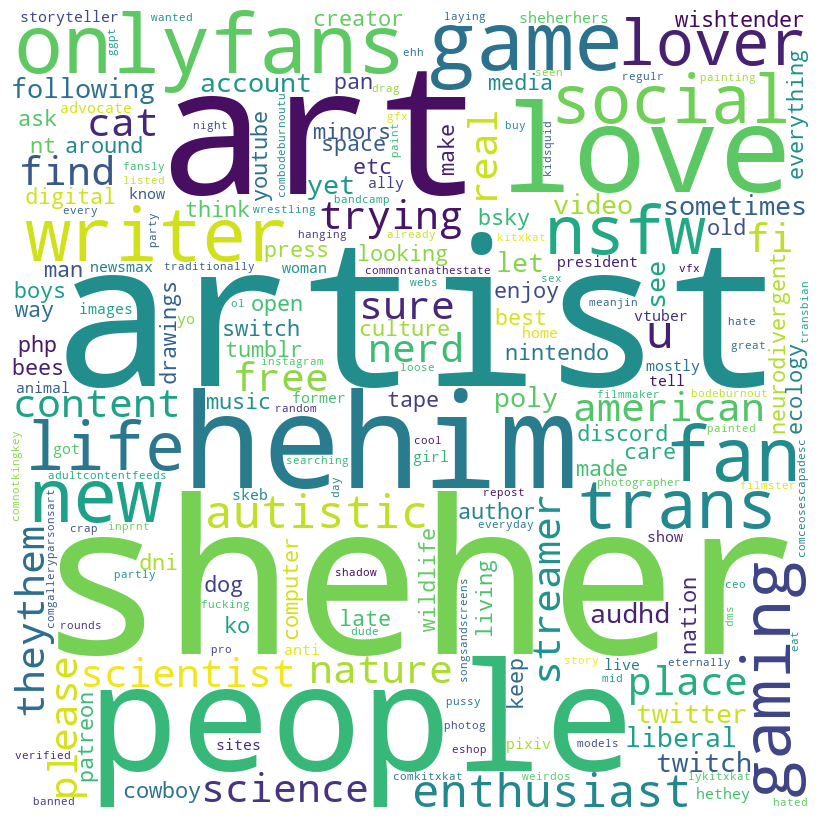 storyteller
wanted
ggpt
creator
laying
sheherhers
wishtender
onlyfans
game
lover
ehh
seen
regulr
painting
following
account
pan
media
social
everything
advocate
drag
art
love
ask
cat
night
gfx
minors
make
buy
kidsquid
nt
around
youtube
combodeburnoutu
space
paint
real
find
fansly
listed
etc
ally
yet
digital
know
bandcamp
video
sometimes
every
party
think
wrestling
trying
bsky
nsfw
old
fi
writer
hanging
already
kitxkat
press
looking
let
president
vfx
man
newsmax
traditionally
woman
commontanathestate
sex
see
boys
images
ol
open
webs
enjoy
meanjin
vtuber
hate
transbian
way
drawings
artist
yo
sure
best
u
great
php
switch
culture
home
neurodivergent
ecology
bees
tumblr
nerd
nintendo
mostly
animal
instagram
free
loose
tell
content
music
random
former
tape
poly
filmmaker
bodeburnout
american
painted
life
hehim
cool
discord
fan
got
searching
girl
made
care
comnotkingkey
adultcontentfeeds
day
photographer
filmster
new
skeb
repost
trans
inprnt
autistic
author
everyday
comceosescapadesc
crap
show
theythem
comgalleryparsonsart
partly
dni
sheher
computer
shadow
wildlife
living
streamer
dog
fucking
late
audhd
nation
ceo
dms
gaming
rounds
ko
dude
songsandscreens
eat
pro
anti
scientist
nature
keep
story
live
eternally
mid
please
patreon
people
place
pussy
twitter
photog
verified
sites
eshop
pixiv
models
liberal
twitch
banned
cowboy
science
comkitxkat
weirdos
enthusiast
lykitxkat
hethey
hated